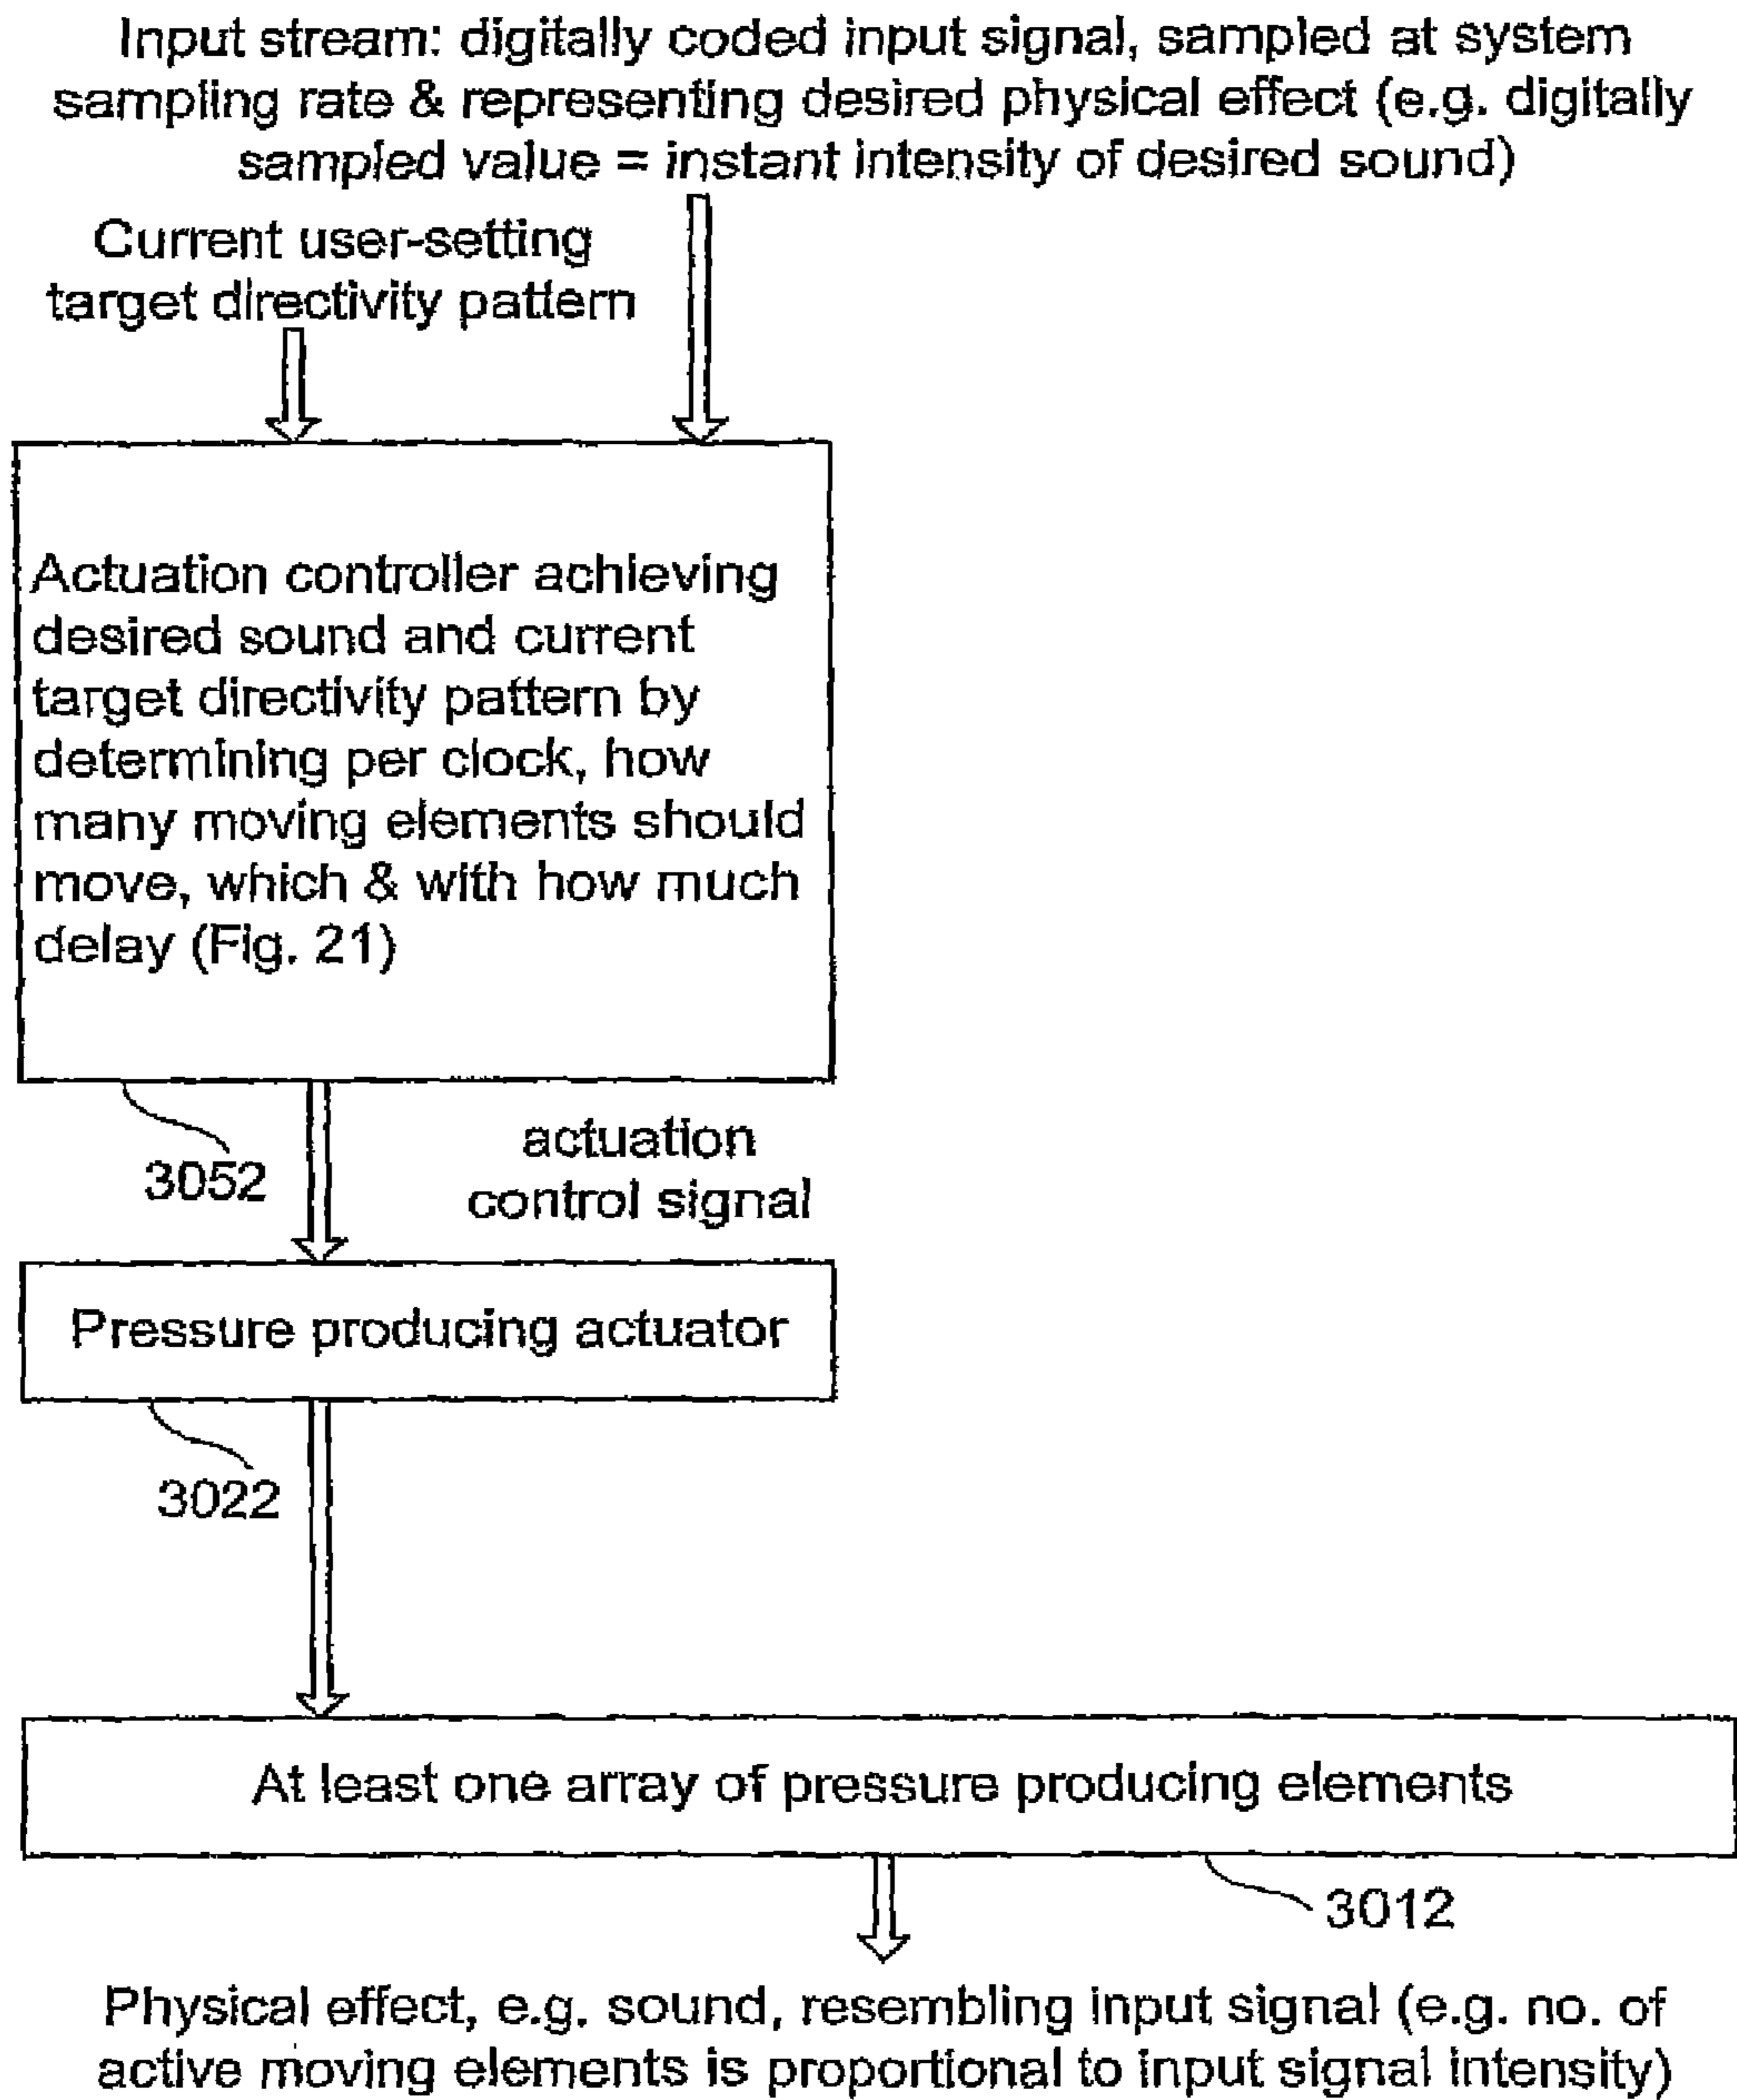 Input stream: digitally coded input signal, sampled at system
sampling rate & representing desired physical effect (e.g. digitally
sampled value = instant intensity of desired sound)
Current user-setting
target directivity pattern
Actuation controller achieving
desired sound and current
target directivity pattern by
determining per clock, how
many moving elements should
move, which & with how much
delay (Fig. 21)
3052
actuation
control signal
Pressure producing actuator
3022
At least one array of pressure producing elements
3012
Physical effect, e.g. sound, resembling input signal (e.g. no. of
active moving elements is proportional to input signal intensity)